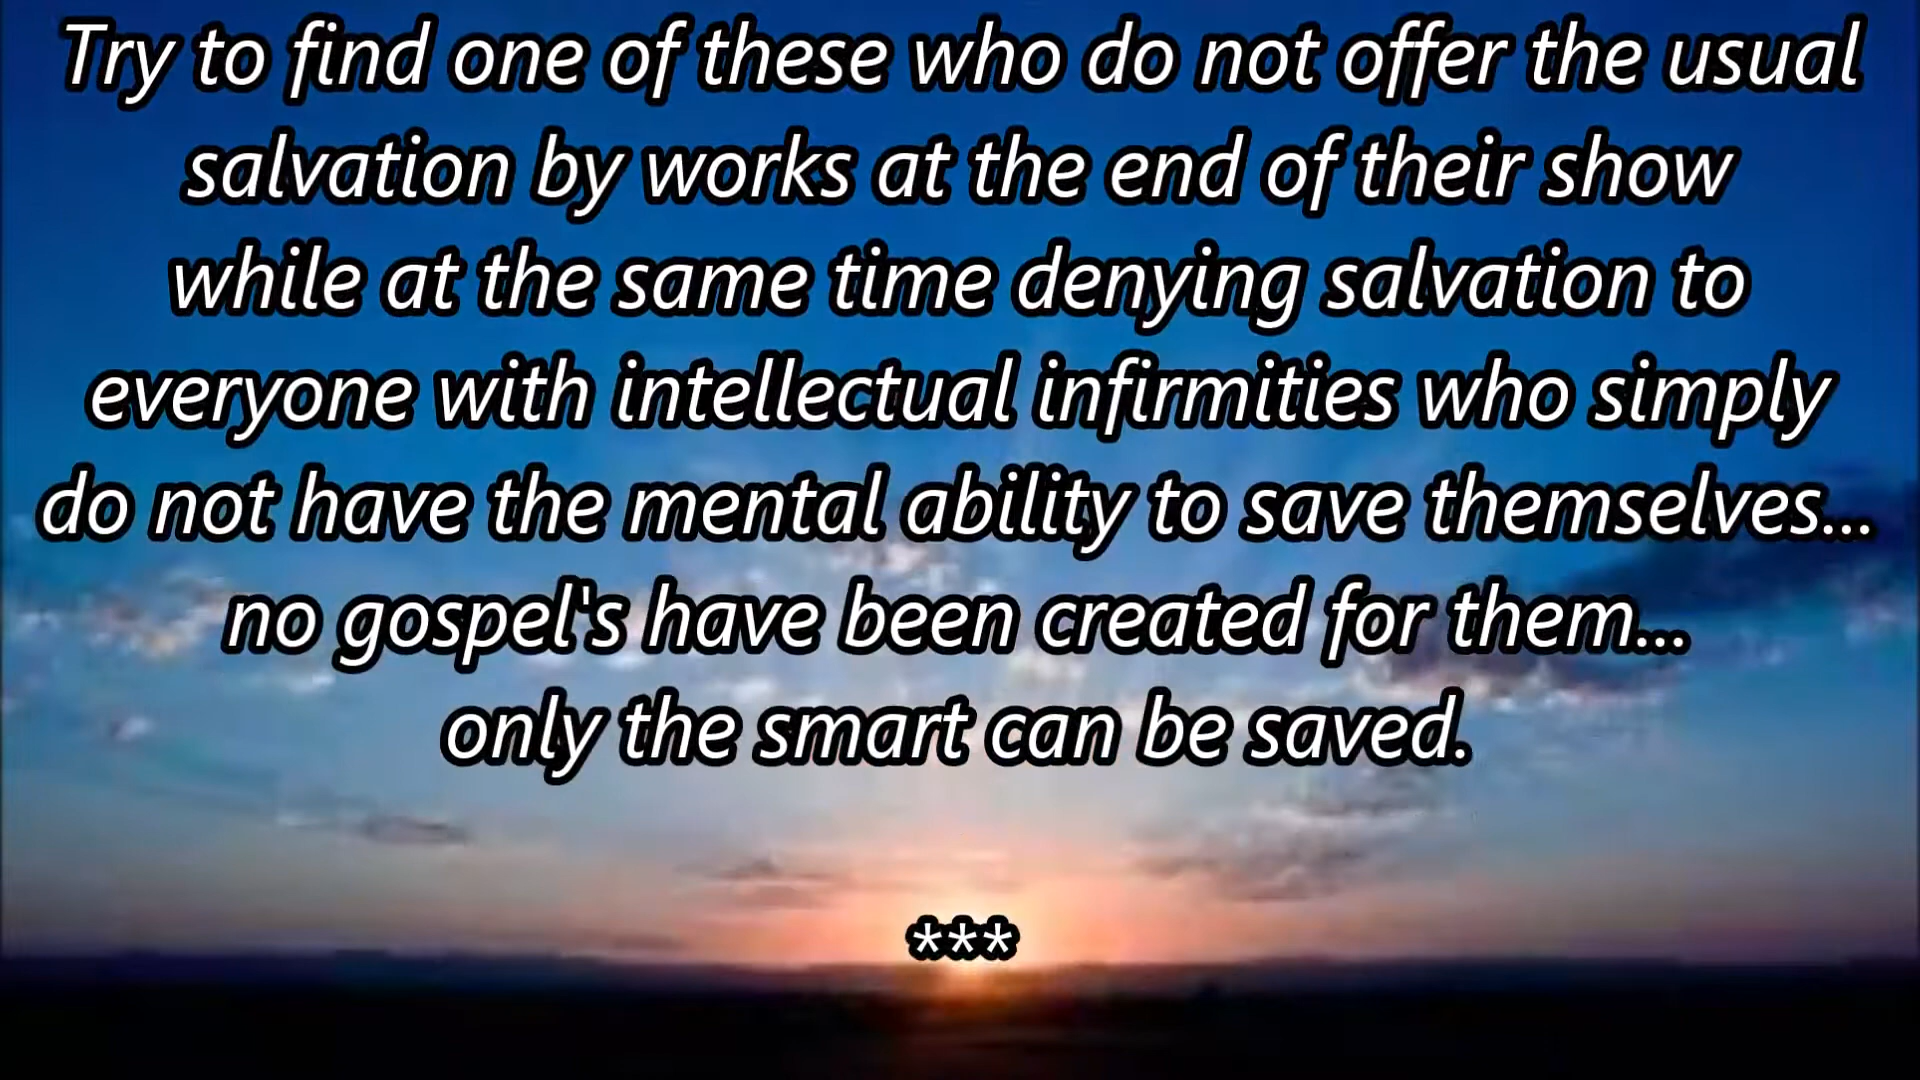 Try to find one of these who do not offer the usual
salvation by works at the end of their show
while at the same time denying salvation to
everyone with intellectual infirmities who simply
do not have the mental ability to save themselves...
no gospel's have been created for them...
only the smart can be saved.
***